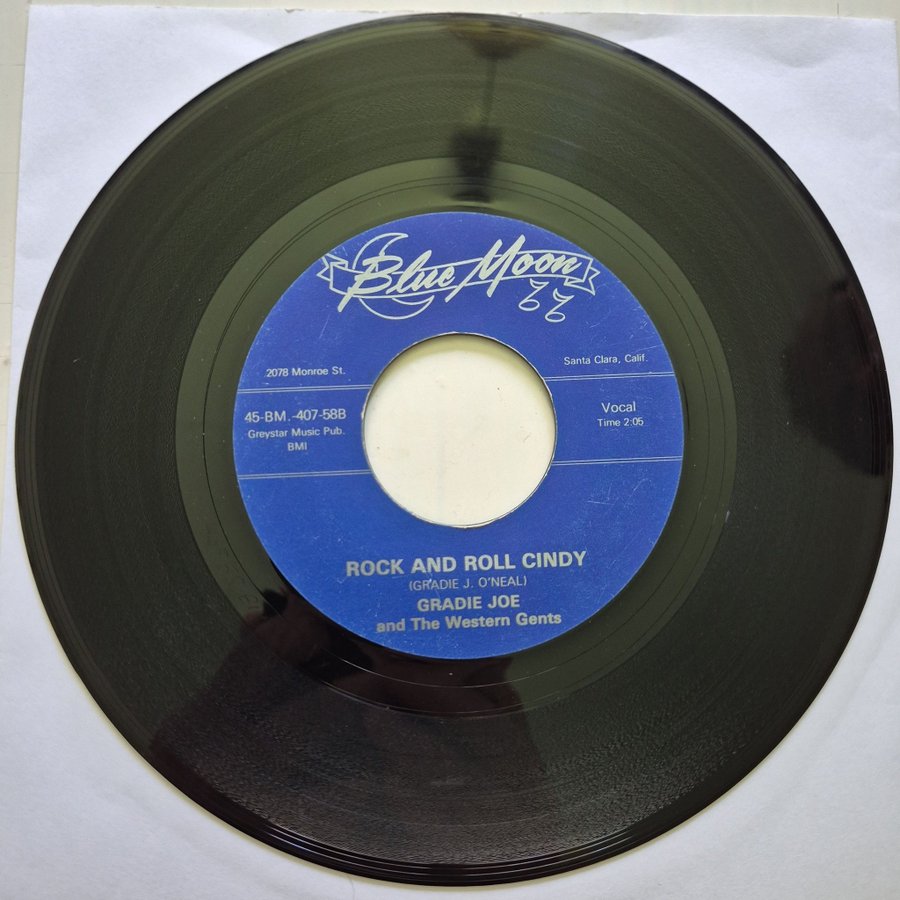 Blue Moon
2078 Monroe St.
Santa Clara, Calif.
45-BM.-407-58B
Greystar Music Pub.
BMI
Vocal
Time 2:05
ROCK AND ROLL CINDY
(GRADIE J. O'NEAL)
GRADIE JOE
and The Western Gents